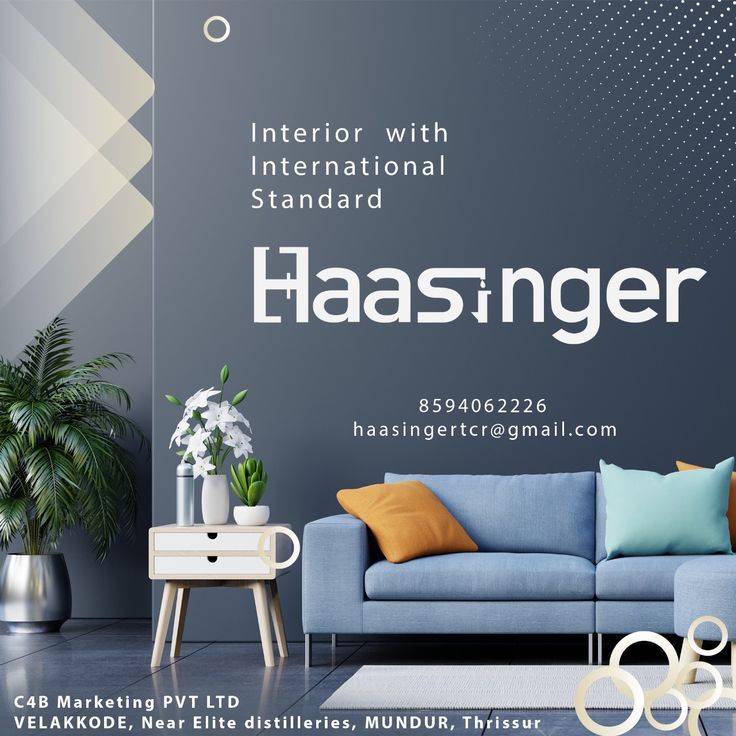 Interior with
International
Standard
Haasinger
8594062226
haasingertcr@gmail.com
C4B Marketing PVT LTD
VELAKKODE, Near Elite distilleries, MUNDUR, Thrissur